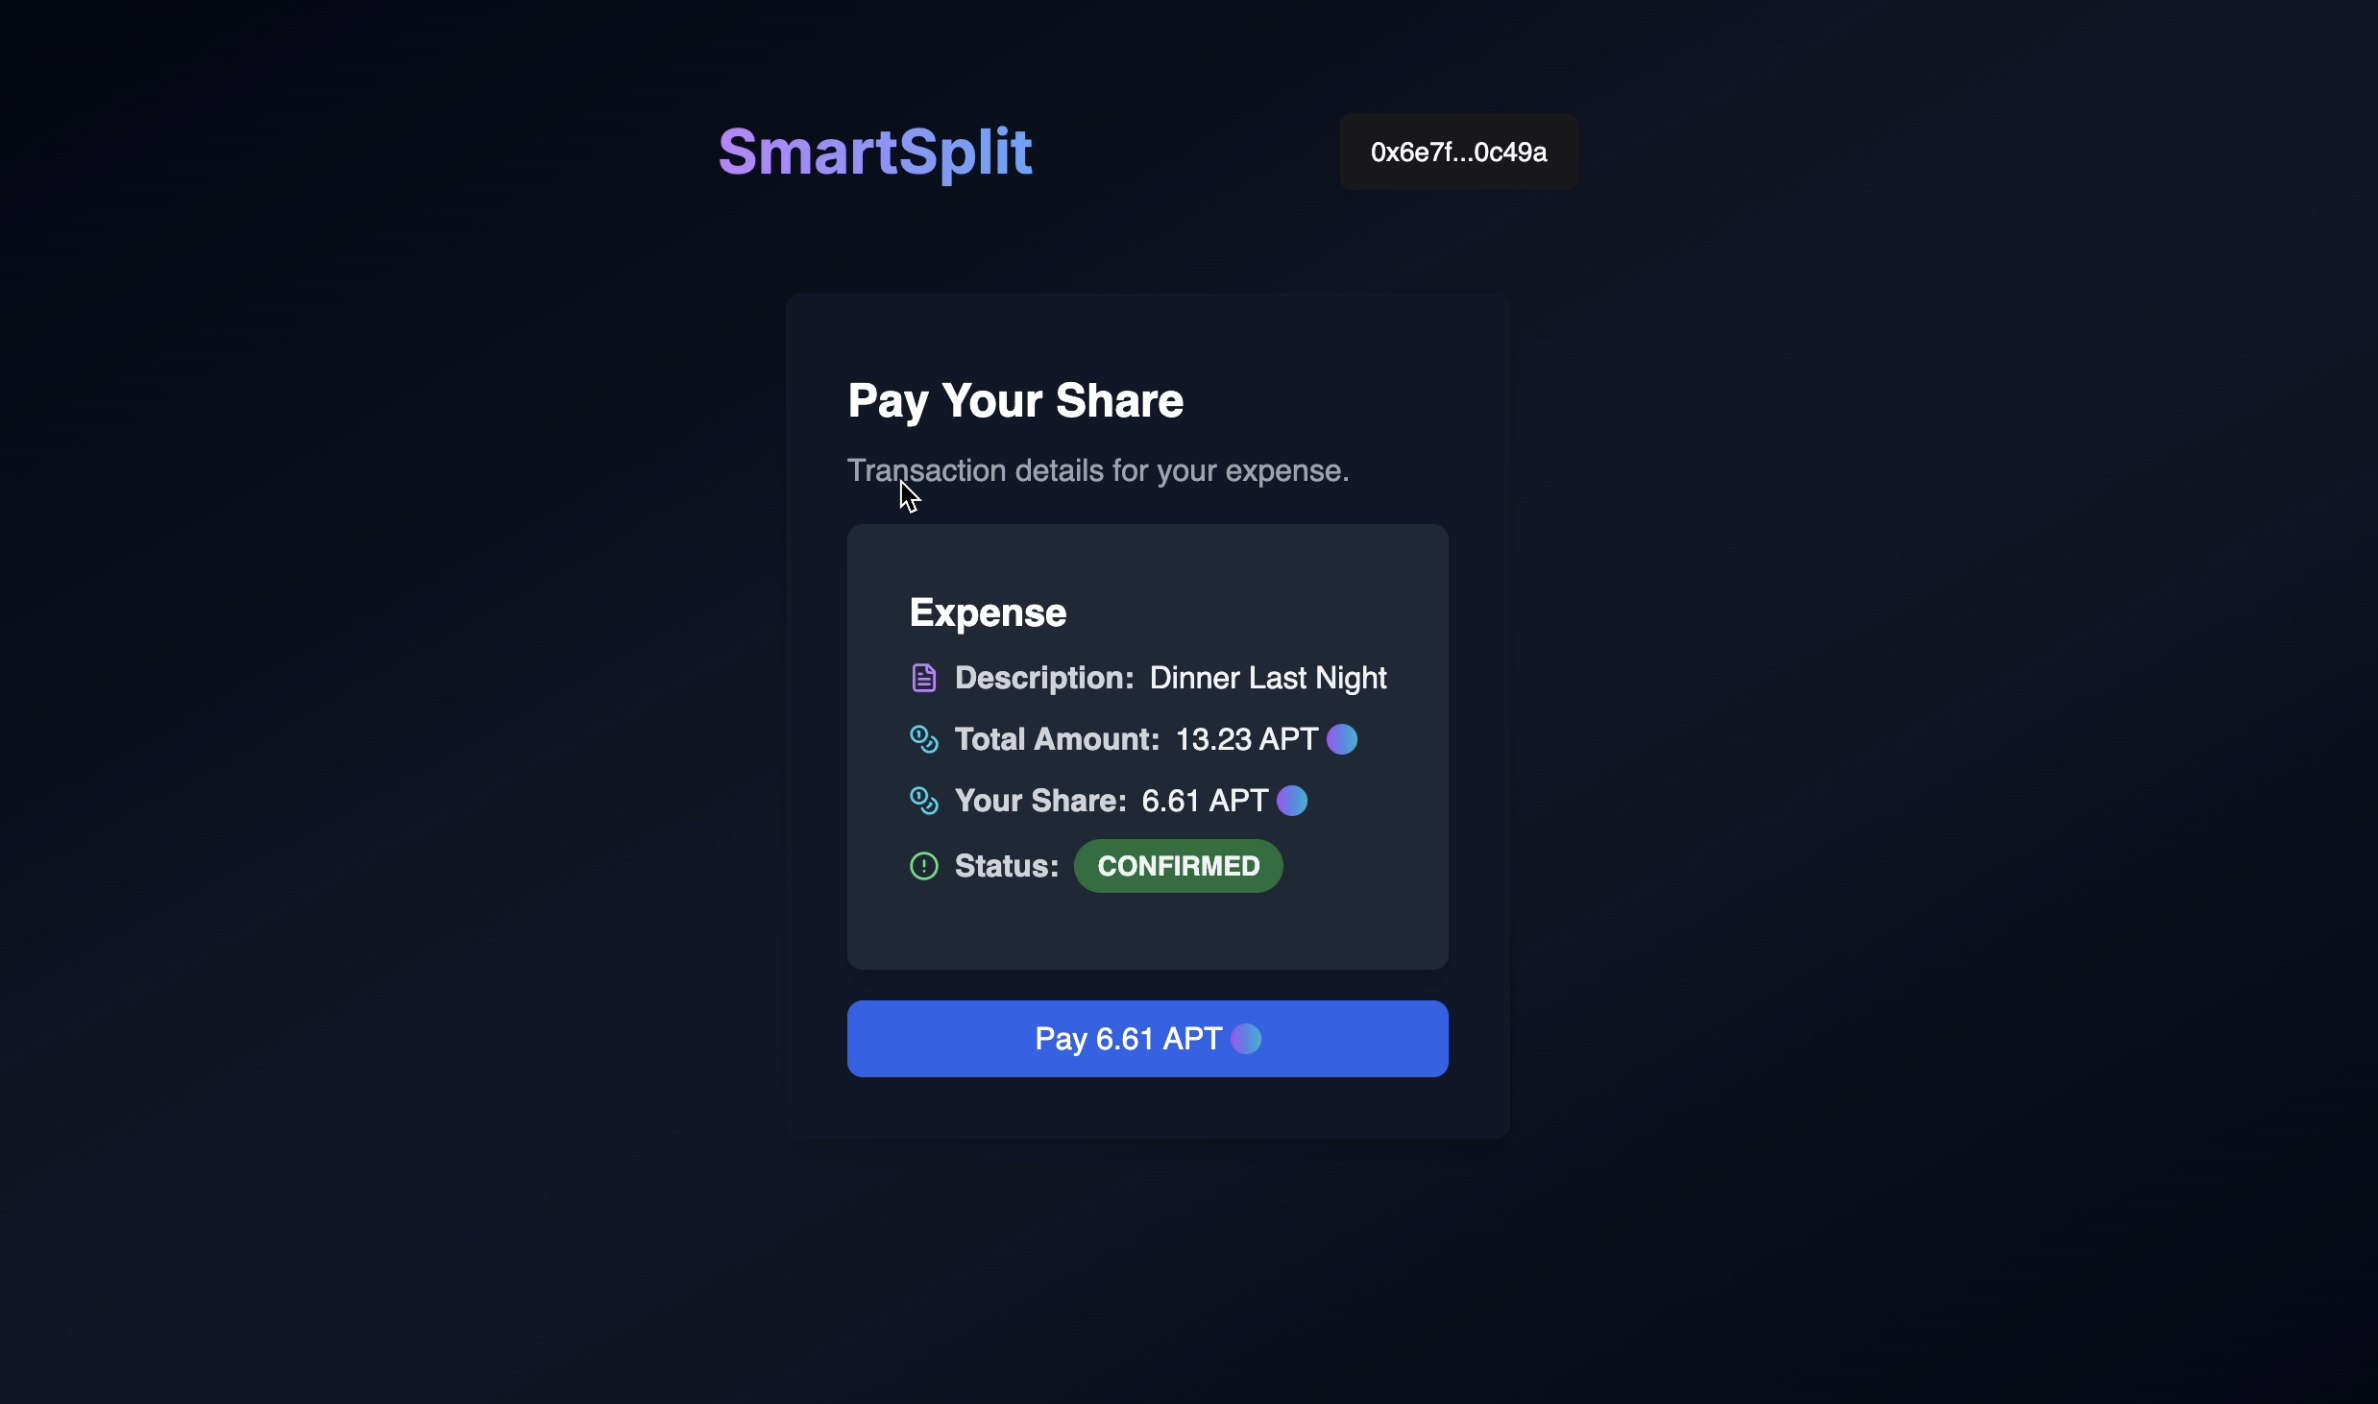 SmartSplit
0x6e7f...0c49a
Pay Your Share
Transaction details for your expense.
Expense
Description: Dinner Last Night
Total Amount: 13.23 APT
Your Share: 6.61 APT
Status: CONFIRMED
Pay 6.61 APT